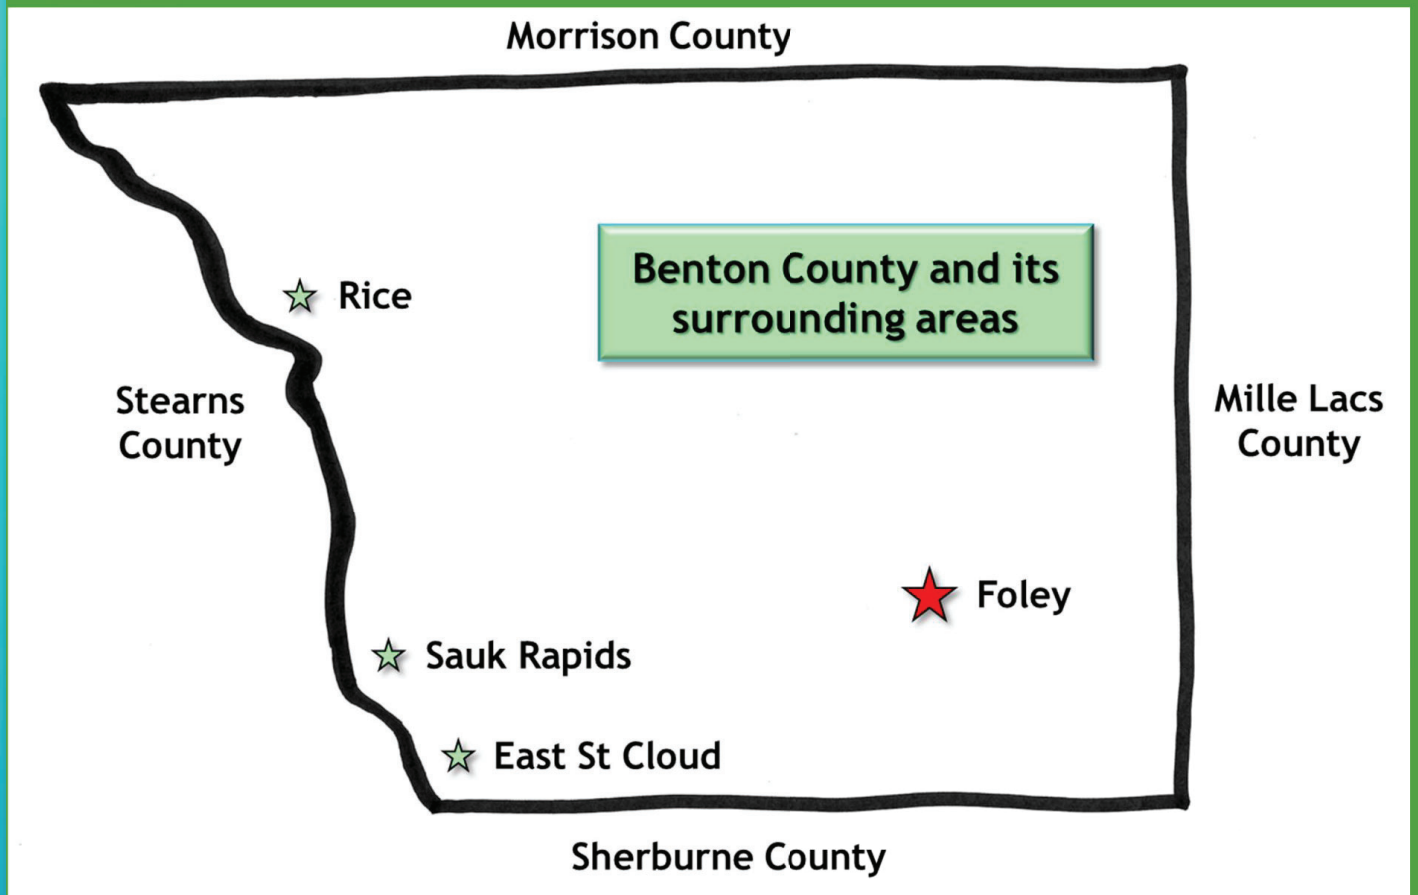 Morrison County
Benton County and its
surrounding areas
Rice
Stearns
County
Mille Lacs
County
Foley
Sauk Rapids
East St Cloud
Sherburne County